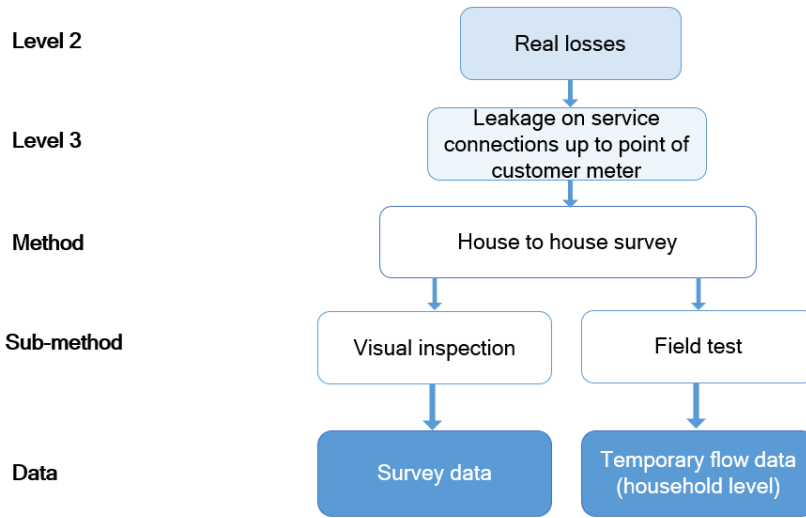 Level 2
Real losses
Level 3
Leakage on service
connections up to point of
customer meter
Method
House to house survey
Sub-method
Visual inspection
Field test
Data
Survey data
Temporary flow data
(household level)